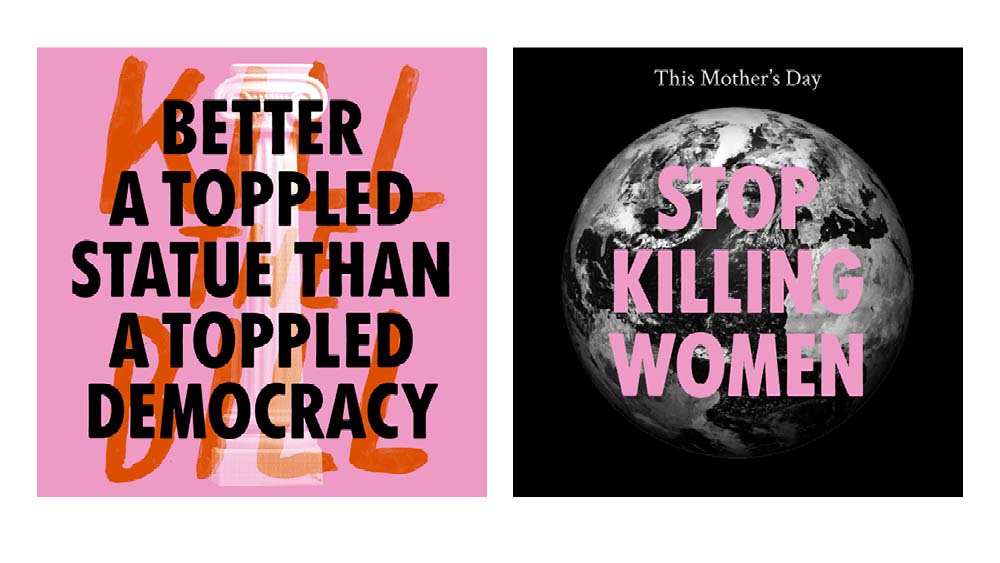 KILL
THE
BILL
BETTER
A TOPPLED
STATUE THAN
A TOPPLED
DEMOCRACY
This Mother's Day
STOP
KILLING
WOMEN